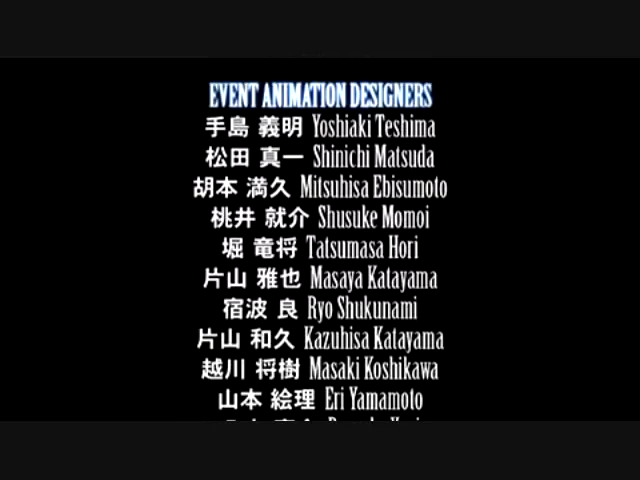 EVENT ANIMATION DESIGNERS
手島 義明 Yoshiaki Teshima
松田 真一 Shinichi Matsuda
胡本 満久 Mitsuhisa Ebisumoto
桃井 就介 Shusuke Momoi
堀 竜将 Tatsumasa Hori
片山 雅也 Masaya Katayama
宿波 良 Ryo Shukunami
片山 和久 Kazuhisa Katayama
越川 将樹 Masaki Koshikawa
山本 絵理 Eri Yamamoto